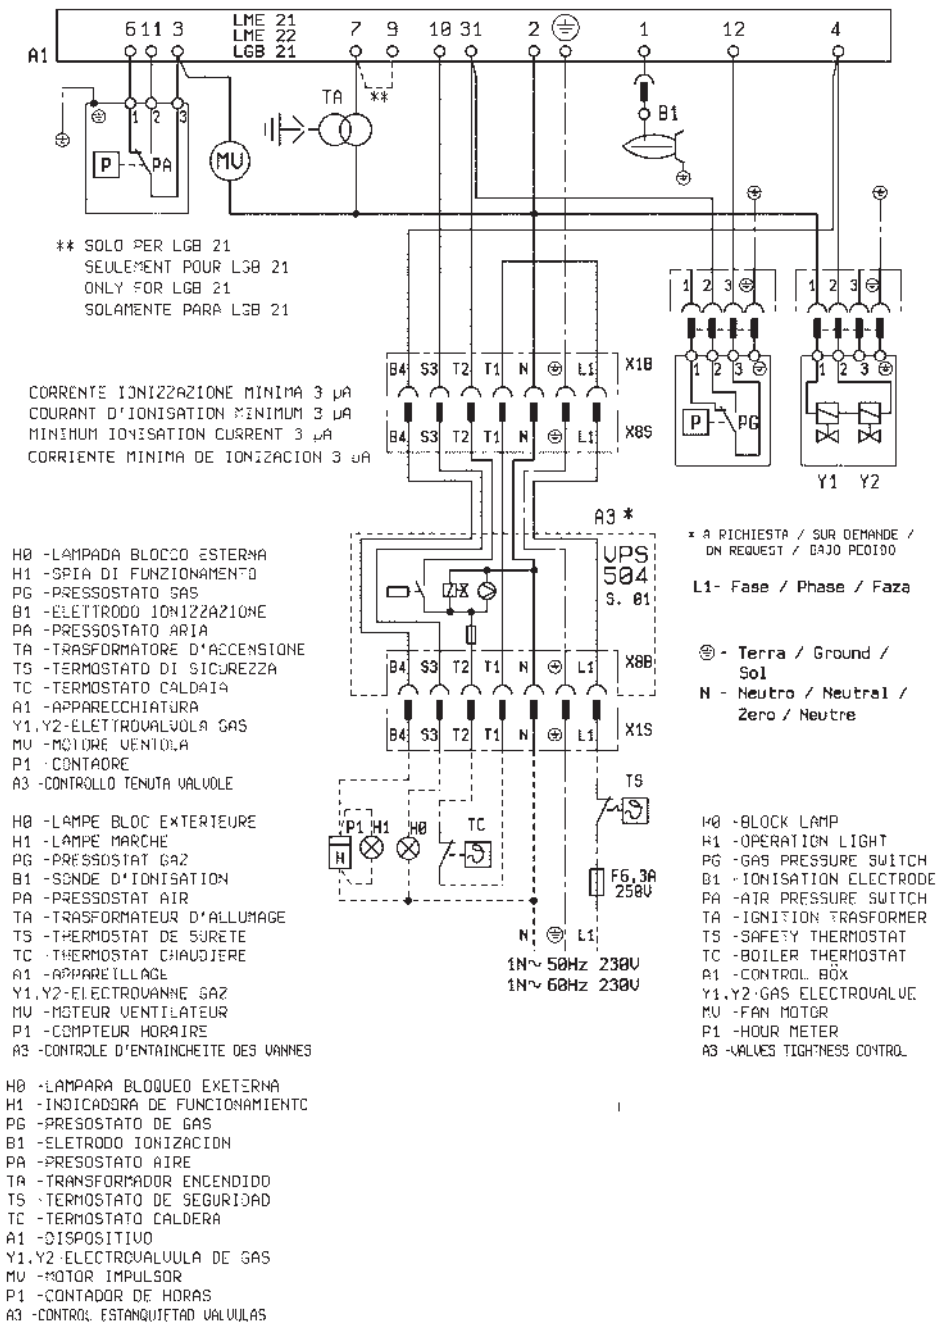 LME 21
LME 22
LGB 21
6 11 3 7 9 10 31 2 1 12 4
A1
TA
**
B1
1 2 3
P PA
MV
** SOLO PER LGB 21
SEULEMENT POUR LGB 21
ONLY FOR LGB 21
SOLAMENTE PARA LGB 21
1 2 3
1 2 3
B4 S3 T2 T1 N L1 X1B
B4 S3 T2 T1 N L1 X8S
1 2 3
1 2 3
P PG
Y1 Y2
CORRENTE IONIZZAZIONE MINIMA 3 µA
COURANT D'IONISATION MINIMUM 3 µA
MINIMUM IONISATION CURRENT 3 µA
CORRIENTE MINIMA DE IONIZACION 3 µA
A3 *
VPS
504
S. 01
* A RICHIESTA / SUR DEMANDE /
ON REQUEST / BAJO PEDIDO
L1- Fase / Phase / Faza
- Terra / Ground /
Sol
N - Neutro / Neutral /
Zero / Neutre
B4 S3 T2 T1 N L1 X8B
B4 S3 T2 T1 N L1 X1S
H0 -LAMPADA BLOCCO ESTERNA
H1 -SPIA DI FUNZIONAMENTO
PG -PRESSOSTATO GAS
B1 -ELETTRODO IONIZZAZIONE
PA -PRESSOSTATO ARIA
TA -TRASFORMATORE D'ACCENSIONE
TS -TERMOSTATO DI SICUREZZA
TC -TERMOSTATO CALDAIA
A1 -APPARECCHIATURA
Y1,Y2-ELETTROVALVOLA GAS
MV -MOTORE VENTOLA
P1 -CONTAORE
A3 -CONTROLLO TENUTA VALVOLE
P1 H1 H0 TC TS
H
F6,3A
250V
N L1
1N~ 50Hz 230V
1N~ 60Hz 230V
H0 -LAMPE BLOC EXTERIEURE
H1 -LAMPE MARCHE
PG -PRESSOSTAT GAZ
B1 -SONDE D'IONISATION
PA -PRESSOSTAT AIR
TA -TRASFORMATEUR D'ALLUMAGE
TS -THERMOSTAT DE SURETE
TC -THERMOSTAT CHAUDIERE
A1 -APPAREILLAGE
Y1,Y2-ELECTROVANNE GAZ
MV -MOTEUR VENTILATEUR
P1 -COMPTEUR HORAIRE
A3 -CONTROLE D'ENTAINCHEITE DES VANNES
H0 -BLOCK LAMP
H1 -OPERATION LIGHT
PG -GAS PRESSURE SWITCH
B1 -IONISATION ELECTRODE
PA -AIR PRESSURE SWITCH
TA -IGNITION TRASFORMER
TS -SAFETY THERMOSTAT
TC -BOILER THERMOSTAT
A1 -CONTROL BOX
Y1,Y2-GAS ELECTROVALVE
MV -FAN MOTOR
P1 -HOUR METER
A3 -VALVES TIGHTNESS CONTROL
H0 -LAMPARA BLOQUEO EXETERNA
H1 -INDICADORA DE FUNCIONAMIENTO
PG -PRESOSTATO DE GAS
B1 -ELETRODO IONIZACION
PA -PRESOSTATO AIRE
TA -TRANSFORMADOR ENCENDIDO
TS -TERMOSTATO DE SEGURIDAD
TC -TERMOSTATO CALDERA
A1 -DISPOSITIVO
Y1,Y2-ELECTROVALVULA DE GAS
MV -MOTOR IMPULSOR
P1 -CONTADOR DE HORAS
A3 -CONTROL ESTANQUIETAD VALVULAS